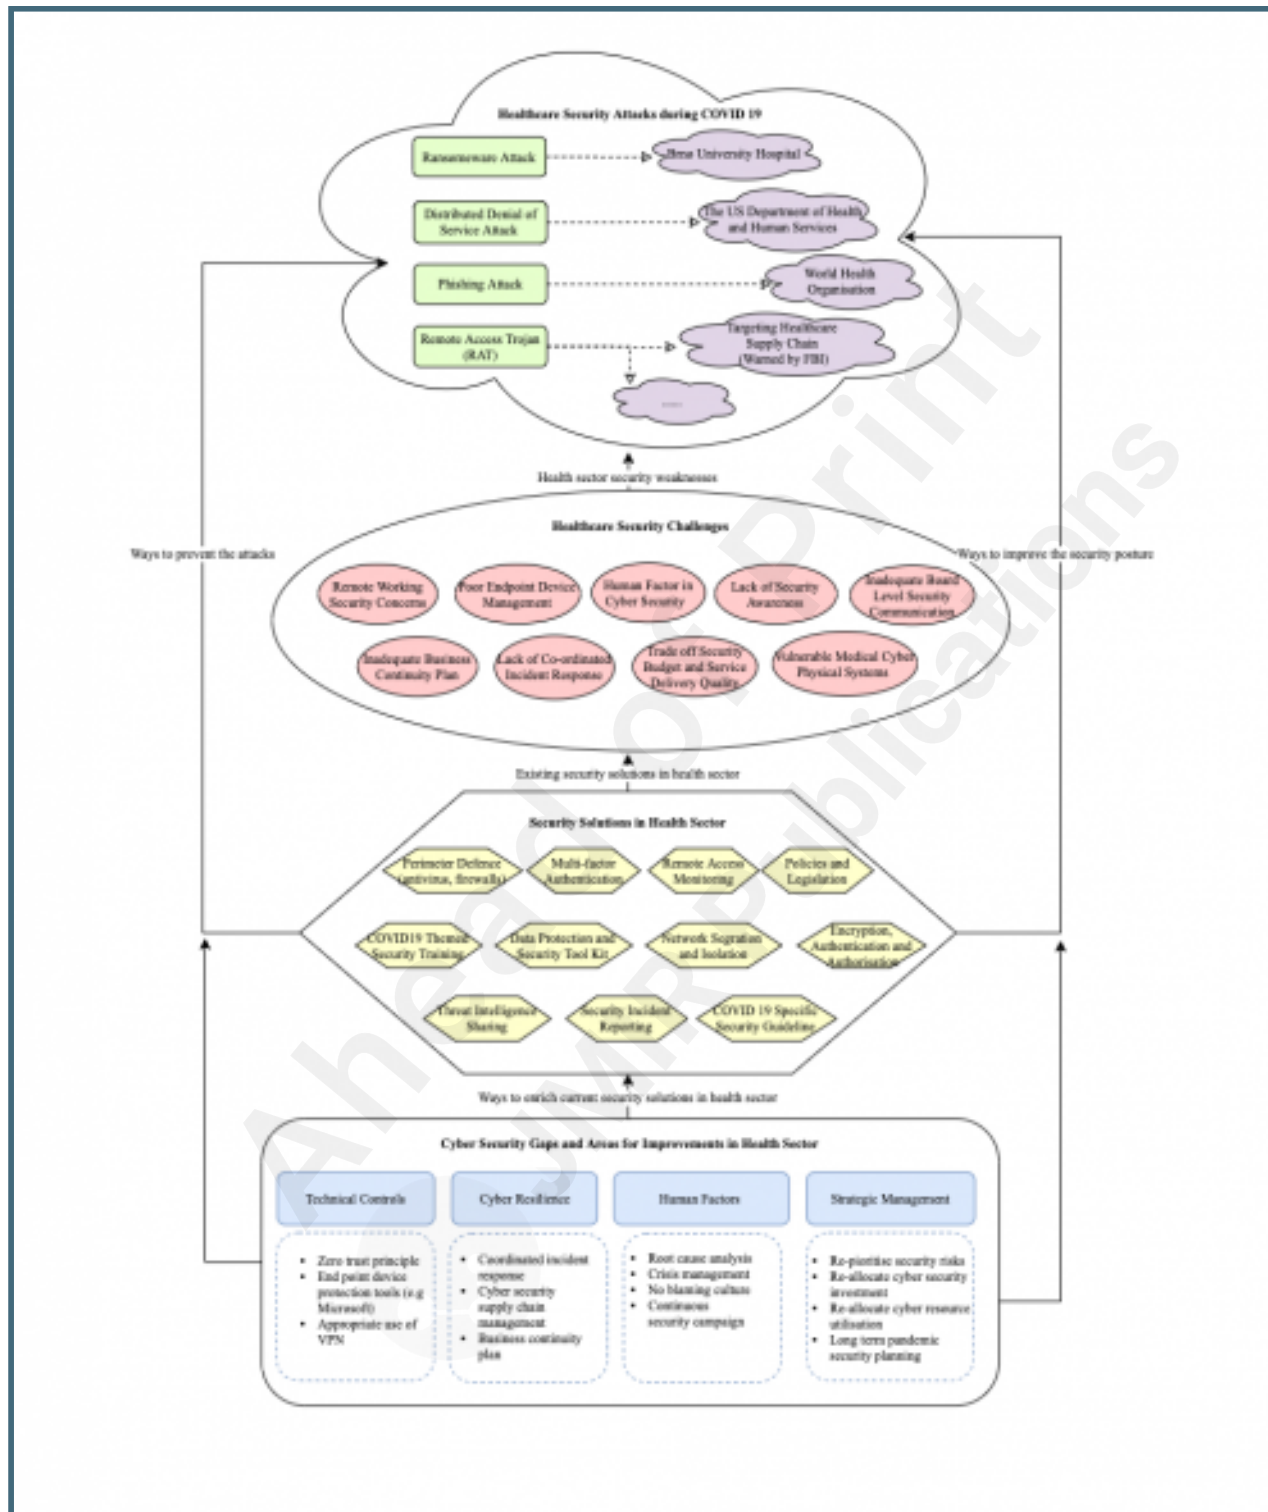 Healthcare Security Attacks during COVID 19
Ransomeware Attack
Brno University Hospital
Distributed Denial of
Service Attack
The US Department of Health
and Human Services
Phishing Attack
World Health
Organisation
Remote Access Trojan
(RAT)
Targeting Healthcare
Supply Chain
(Warned by FBI)
Health sector security weaknesses
Healthcare Security Challenges
Ways to prevent the attacks
Ways to improve the security posture
Remote Working
Security Concerns
Poor Endpoint Device
Management
Human Factor in
Cyber Security
Lack of Security
Awareness
Inadequate Board
Level Security
Communication
Inadequate Business
Continuity Plan
Lack of Co-ordinated
Incident Response
Trade off Security
Budget and Service
Delivery Quality
Vulnerable Medical Cyber
Physical Systems
Existing security solutions in health sector
Security Solutions in Health Sector
Perimeter Defence
(antivirus, firewalls)
Multi-factor
Authentication
Remote Access
Monitoring
Policies and
Legislation
COVID19 Themed
Security Training
Data Protection and
Security Tool Kit
Network Segration
and Isolation
Encryption,
Authentication and
Authorisation
Threat Intelligence
Sharing
Security Incident
Reporting
COVID 19 Specific
Security Guideline
Ways to enrich current security solutions in health sector
Cyber Security Gaps and Areas for Improvements in Health Sector
Technical Controls
• Zero trust principle
• End point device
protection tools (e.g
Microsoft)
• Appropriate use of
VPN
Cyber Resilience
• Coordinated incident
response
• Cyber security
supply chain
management
• Business continuity
plan
Human Factors
• Root cause analysis
• Crisis management
• No blaming culture
• Continuous
security campaign
Strategic Management
• Re-pioritise security risks
• Re-allocate cyber security
investment
• Re-allocate cyber resource
utilisation
• Long term pandemic
security planning
Ahead of Print
JMIR Publications